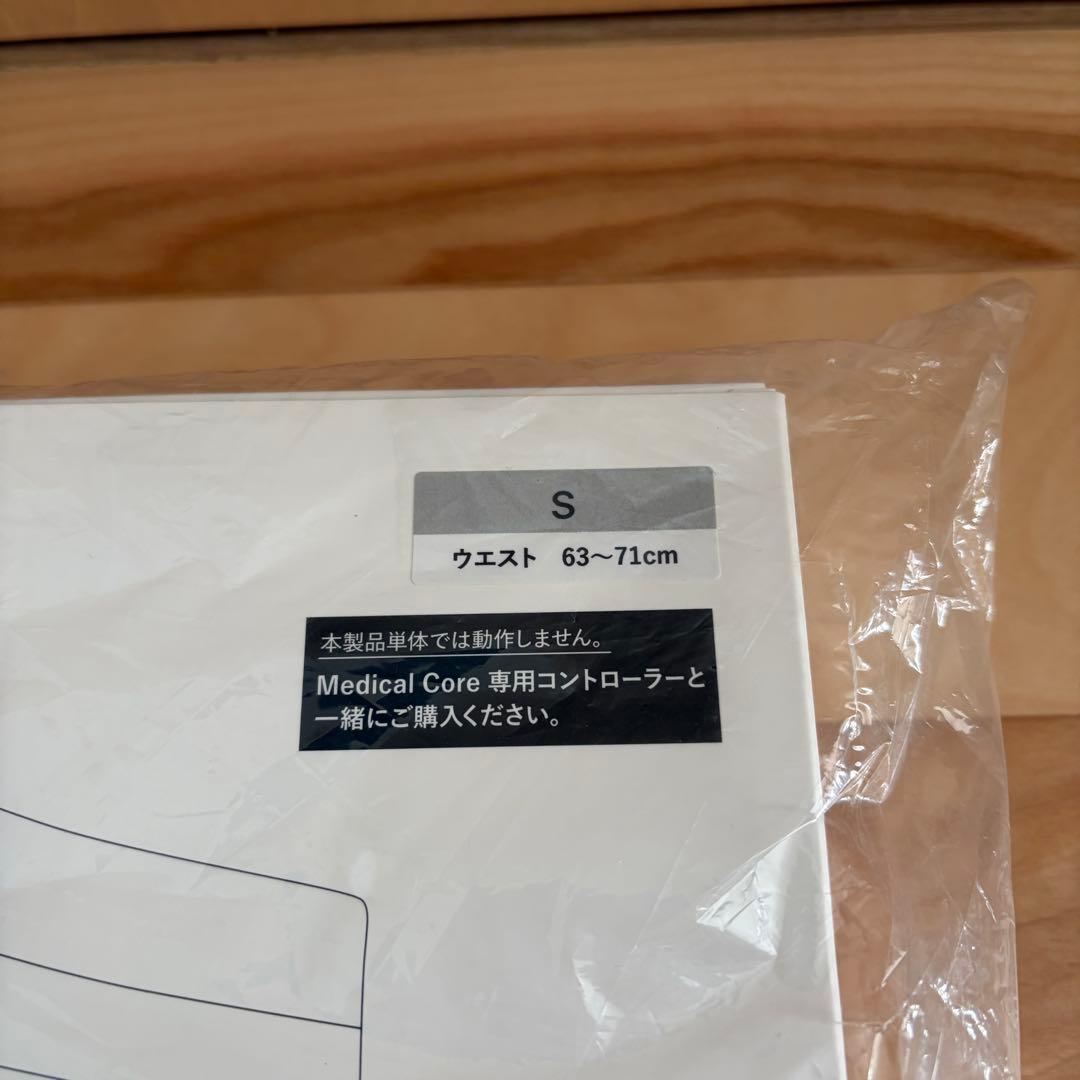 S
ウエスト 63〜71cm
本製品単体では動作しません。
Medical Core 専用コントローラーと
一緒にご購入ください。